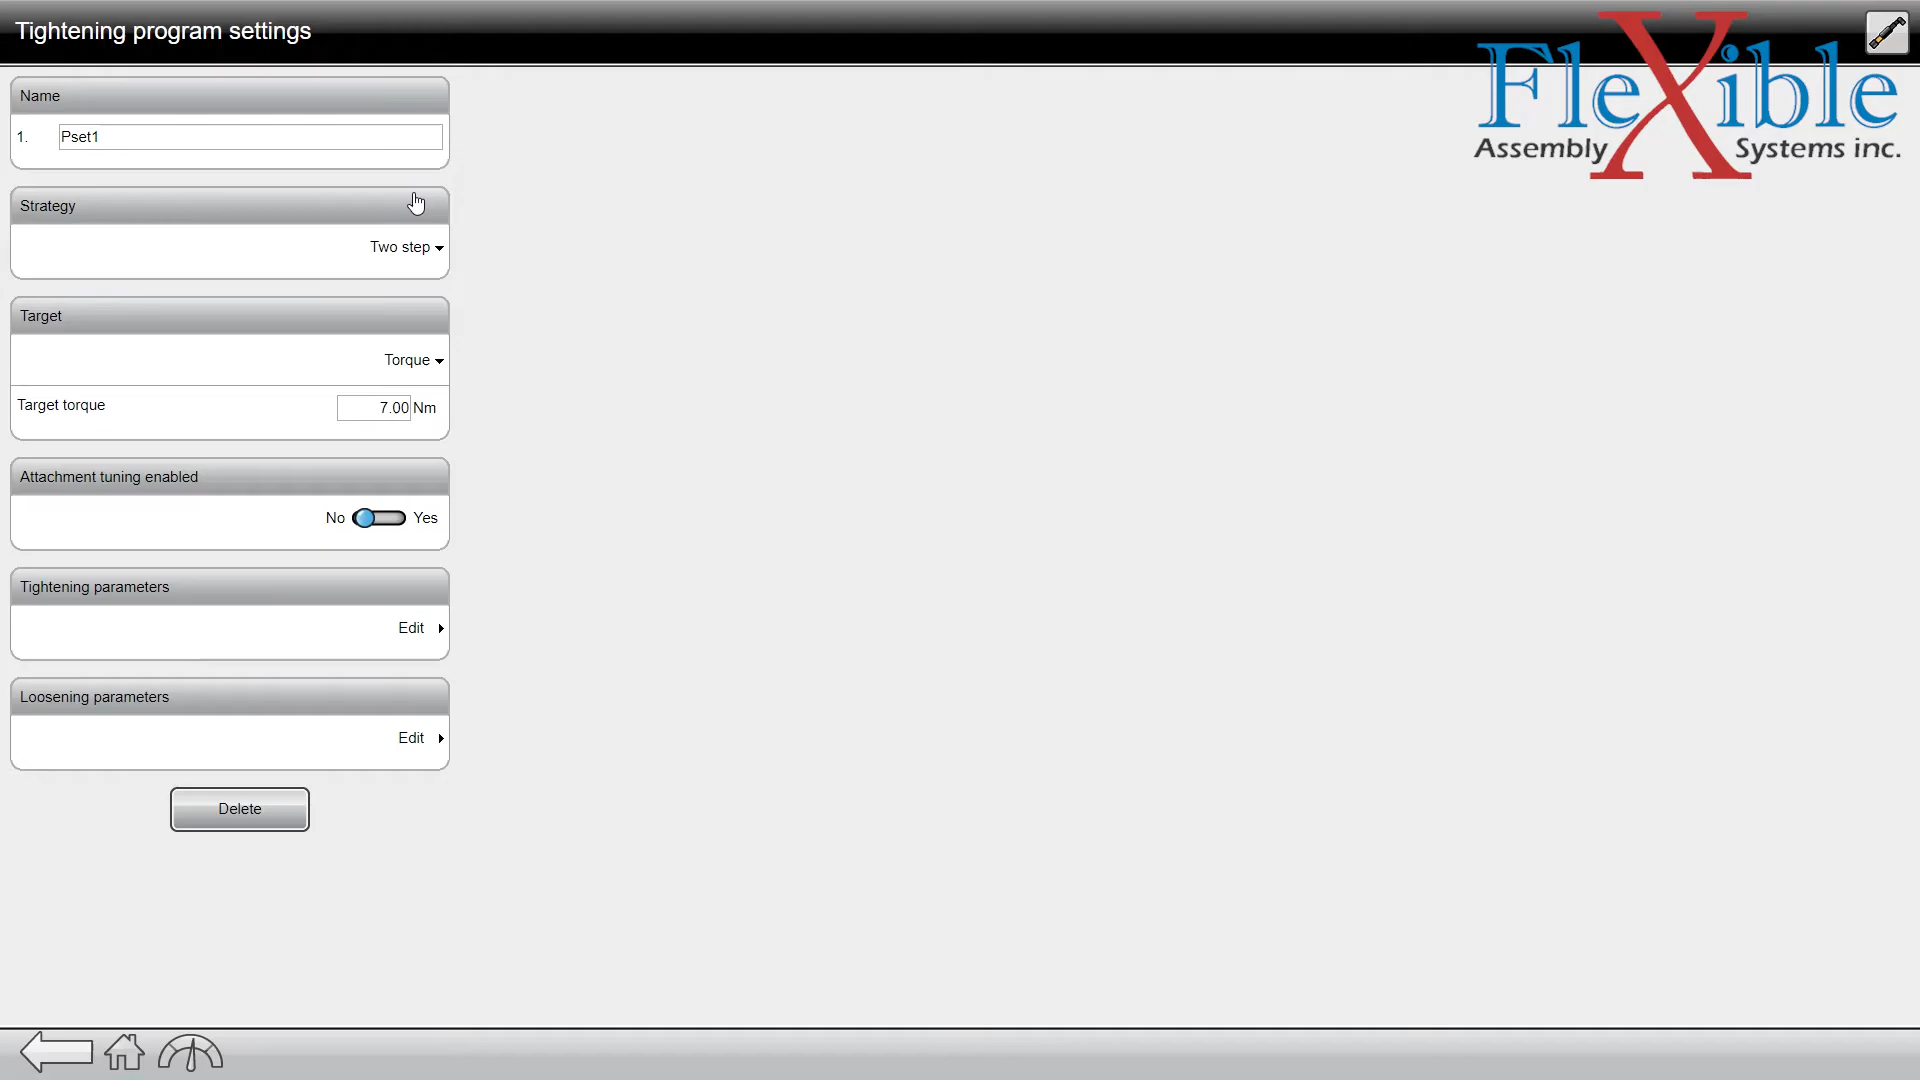 Tightening program settings
FleXible
Assembly Systems inc.
Name
1. Pset1
Strategy
Two step
Target
Torque
Target torque 7.00 Nm
Attachment tuning enabled
No Yes
Tightening parameters
Edit
Loosening parameters
Edit
Delete